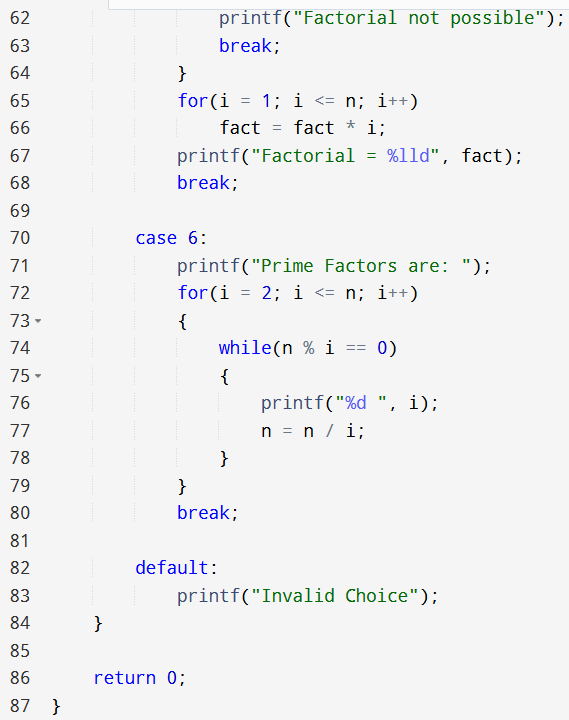 62 printf("Factorial not possible");
63 break;
64 }
65 for(i = 1; i <= n; i++)
66 fact = fact * i;
67 printf("Factorial = %lld", fact);
68 break;
69
70 case 6:
71 printf("Prime Factors are: ");
72 for(i = 2; i <= n; i++)
73 {
74 while(n % i == 0)
75 {
76 printf("%d ", i);
77 n = n / i;
78 }
79 }
80 break;
81
82 default:
83 printf("Invalid Choice");
84 }
85
86 return 0;
87 }